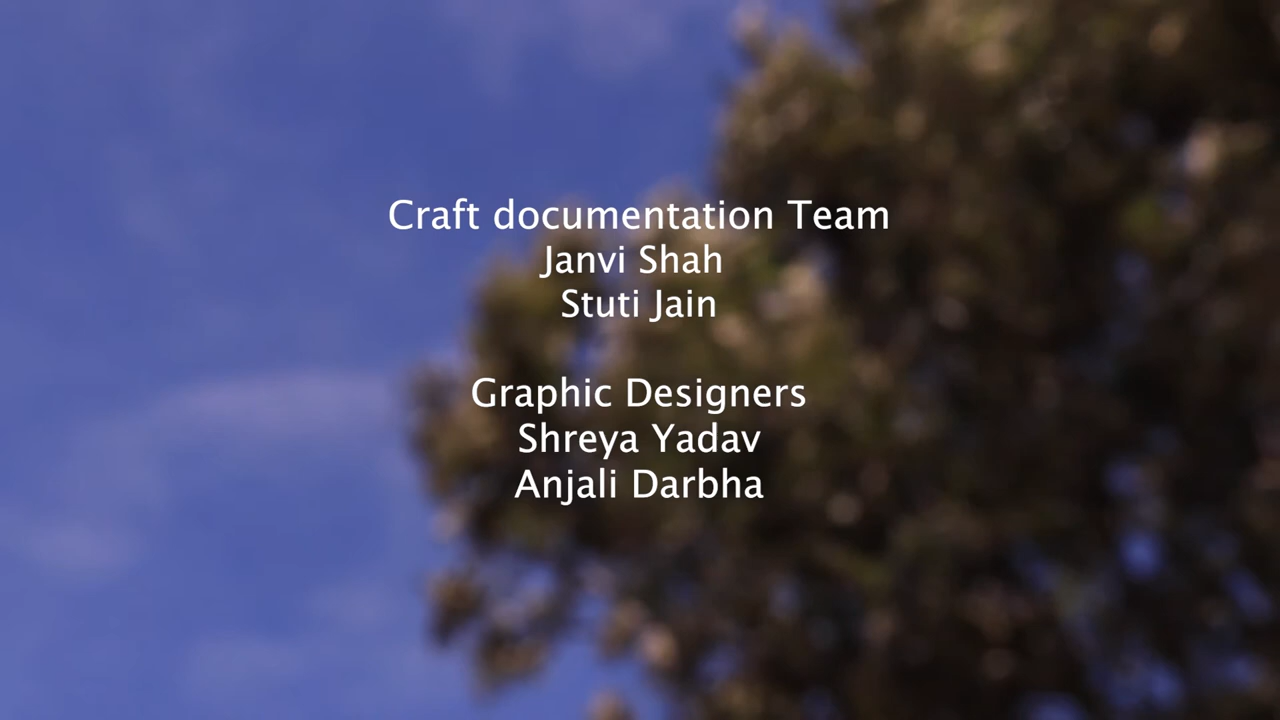 Craft documentation Team
Janvi Shah
Stuti Jain
Graphic Designers
Shreya Yadav
Anjali Darbha